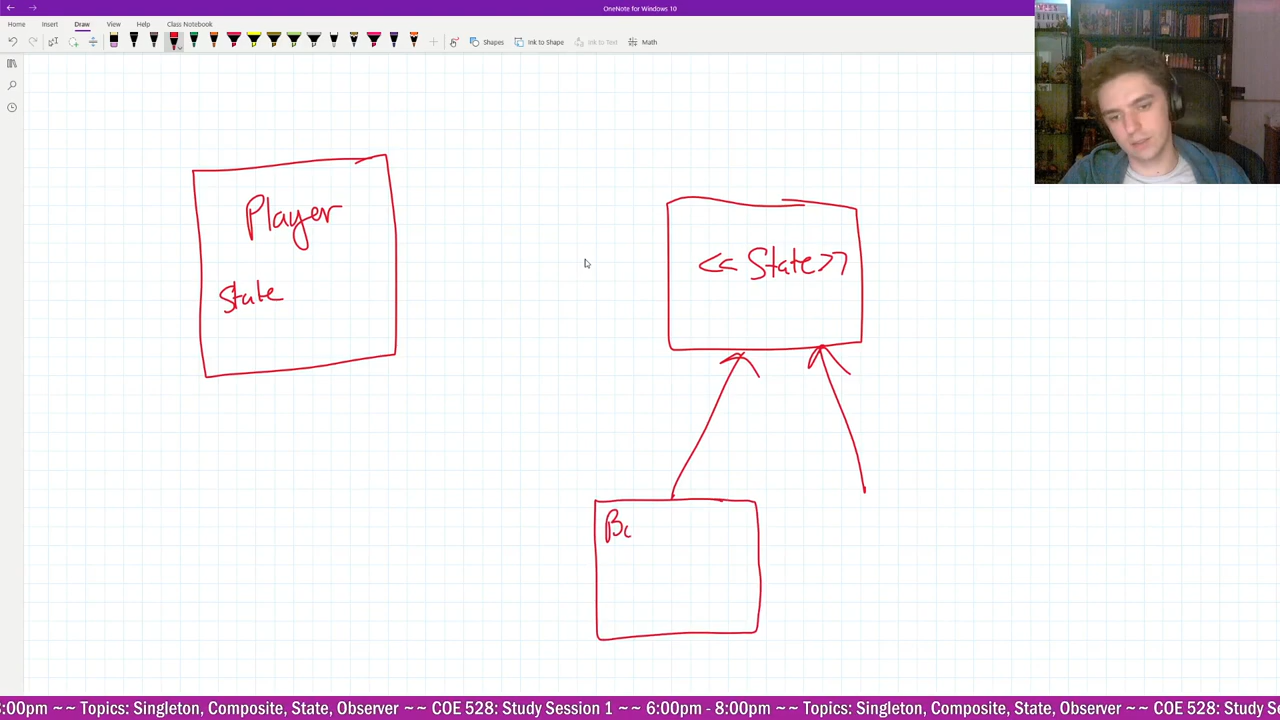 OneNote for Windows 10
Home Insert Draw View Help Class Notebook
Shapes Ink to Shape Ink to Text Math
Player
State
<< State >>
Bc
8:00pm ~~ Topics: Singleton, Composite, State, Observer ~~ COE 528: Study Session 1 ~~ 6:00pm - 8:00pm ~~ Topics: Singleton, Composite, State, Observer ~~ COE 528: Study Se